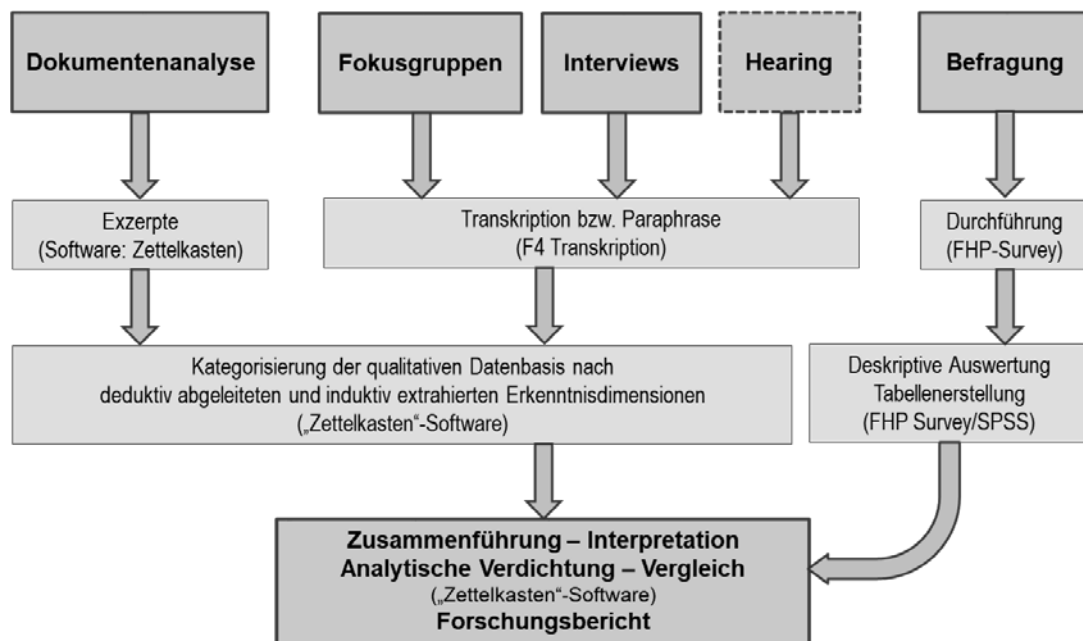 Dokumentenanalyse
Fokusgruppen
Interviews
Hearing
Befragung
Exzerpte
(Software: Zettelkasten)
Transkription bzw. Paraphrase
(F4 Transkription)
Durchführung
(FHP-Survey)
Kategorisierung der qualitativen Datenbasis nach
deduktiv abgeleiteten und induktiv extrahierten Erkenntnisdimensionen
(„Zettelkasten“-Software)
Deskriptive Auswertung
Tabellenerstellung
(FHP Survey/SPSS)
Zusammenführung – Interpretation
Analytische Verdichtung – Vergleich
(„Zettelkasten“-Software)
Forschungsbericht